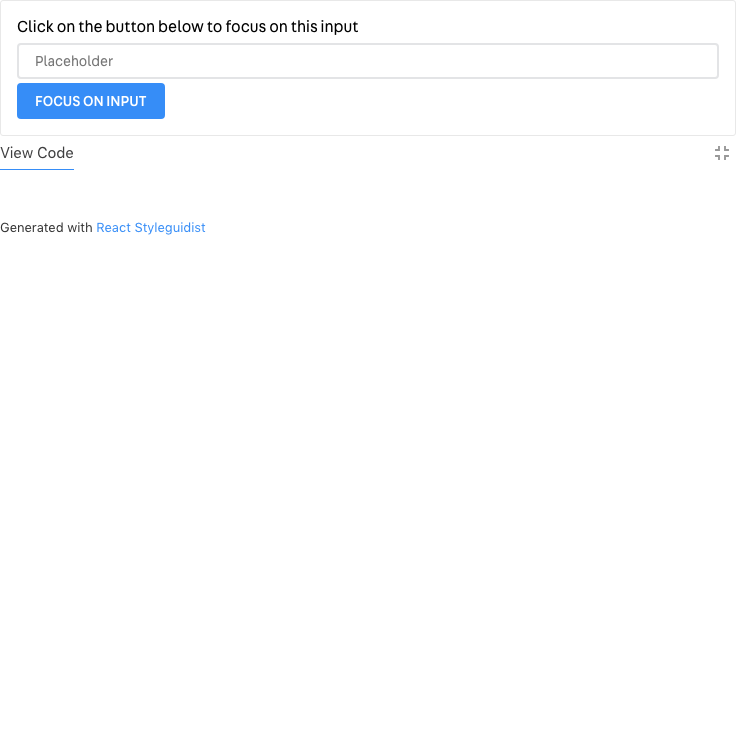 Click on the button below to focus on this input
Placeholder
FOCUS ON INPUT
View Code
Generated with React Styleguidist